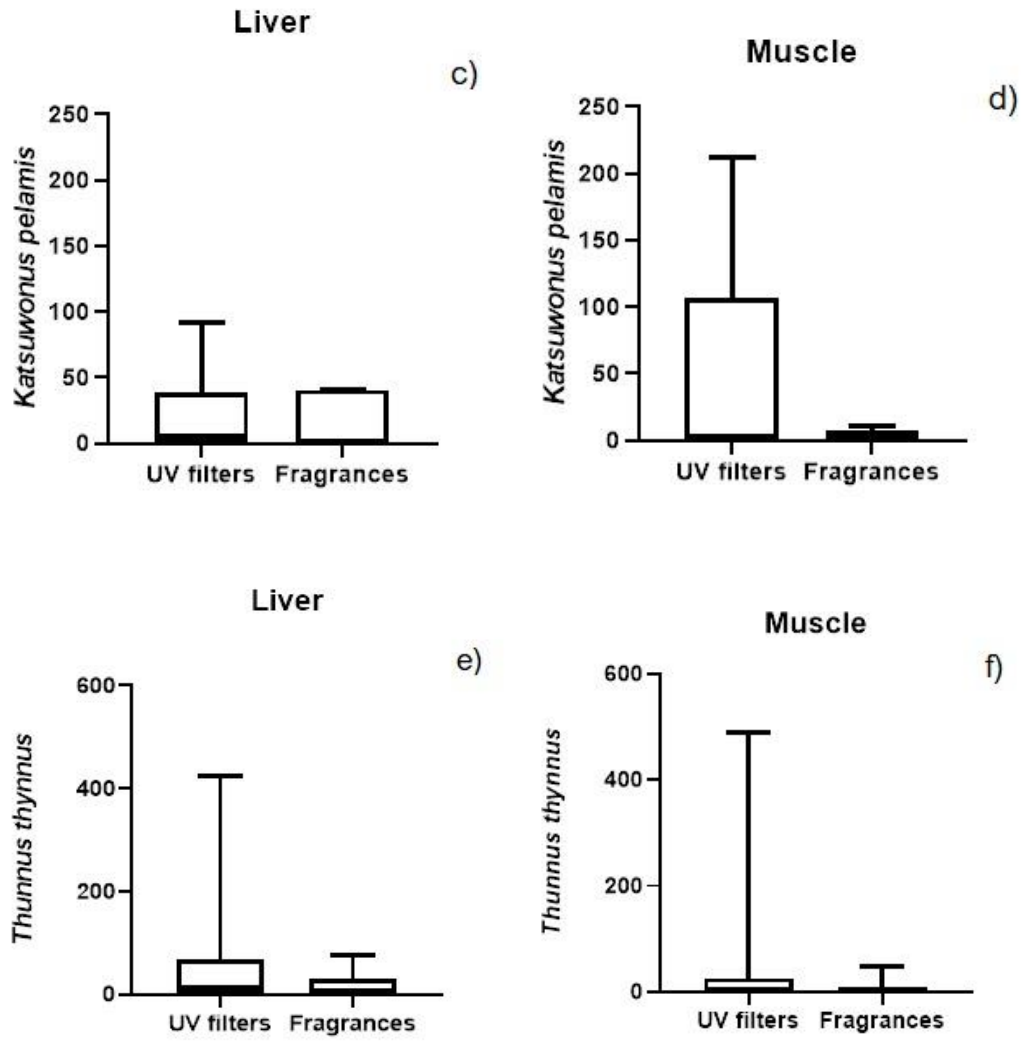 Liver
c)
Katsuwonus pelamis
250
200
150
100
50
0
UV filters Fragrances
Muscle
d)
Katsuwonus pelamis
250
200
150
100
50
0
UV filters Fragrances
Liver
e)
Thunnus thynnus
600
400
200
0
UV filters Fragrances
Muscle
f)
Thunnus thynnus
600
400
200
0
UV filters Fragrances